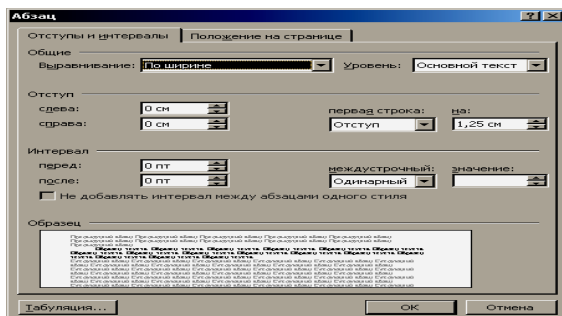 Абзац
Отступы и интервалы Положение на странице
Общие
Выравнивание: По ширине Уровень: Основной текст
Отступ
слева: 0 см первая строка: на:
справа: 0 см Отступ 1,25 см
Интервал
перед: 0 пт междустрочный: значение:
после: 0 пт Одинарный
Не добавлять интервал между абзацами одного стиля
Образец
Табуляция... ОК Отмена